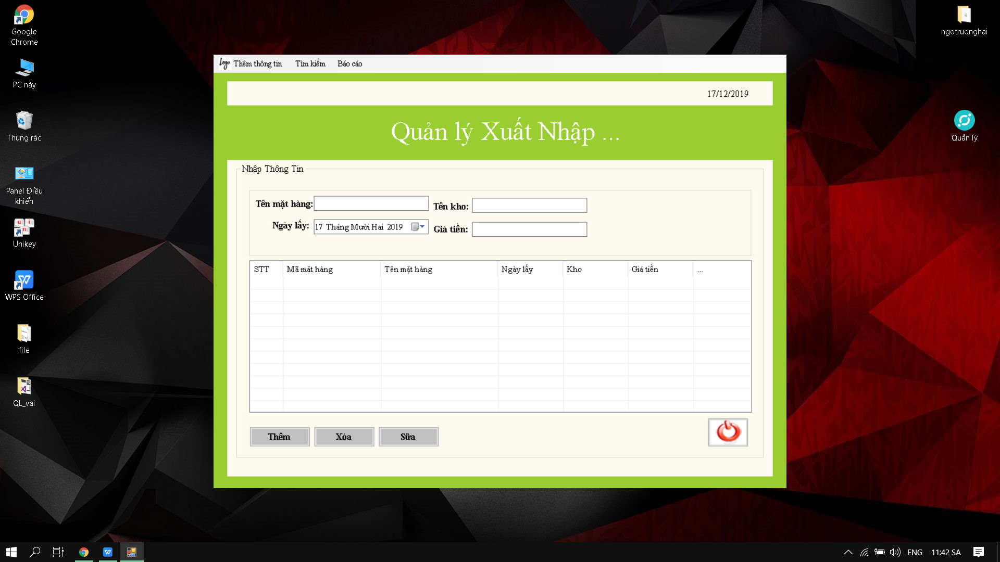 Google
Chrome
PC này
Thùng rác
Panel Điều
khiển
Unikey
WPS Office
file
QL_vai
ngotruonghai
Quản lý
Logo Thêm thông tin Tìm kiếm Báo cáo
17/12/2019
Quản lý Xuất Nhập ...
Nhập Thông Tin
Tên mặt hàng: Tên kho:
Ngày lấy: 17 Tháng Mười Hai 2019 Giá tiền:
STT Mã mặt hàng Tên mặt hàng Ngày lấy Kho Giá tiền ...
Thêm Xóa Sữa
ENG 11:42 SA